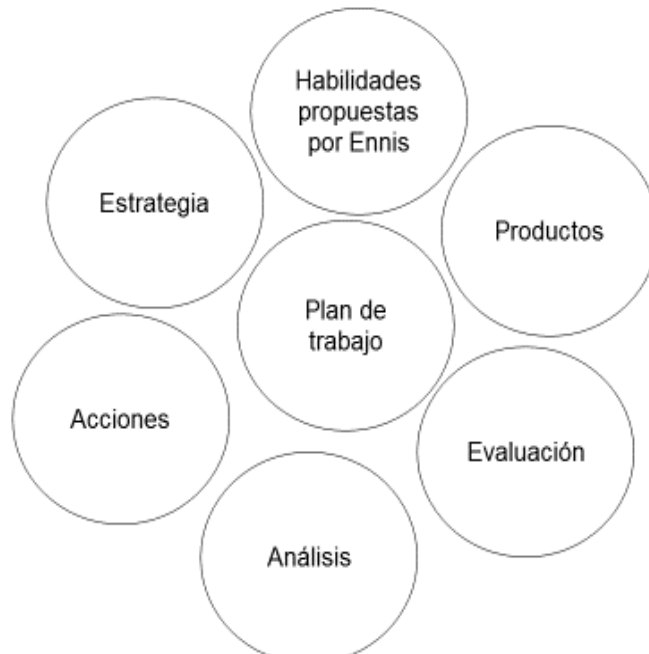 Habilidades
propuestas
por Ennis
Estrategia
Productos
Plan de
trabajo
Acciones
Evaluación
Análisis